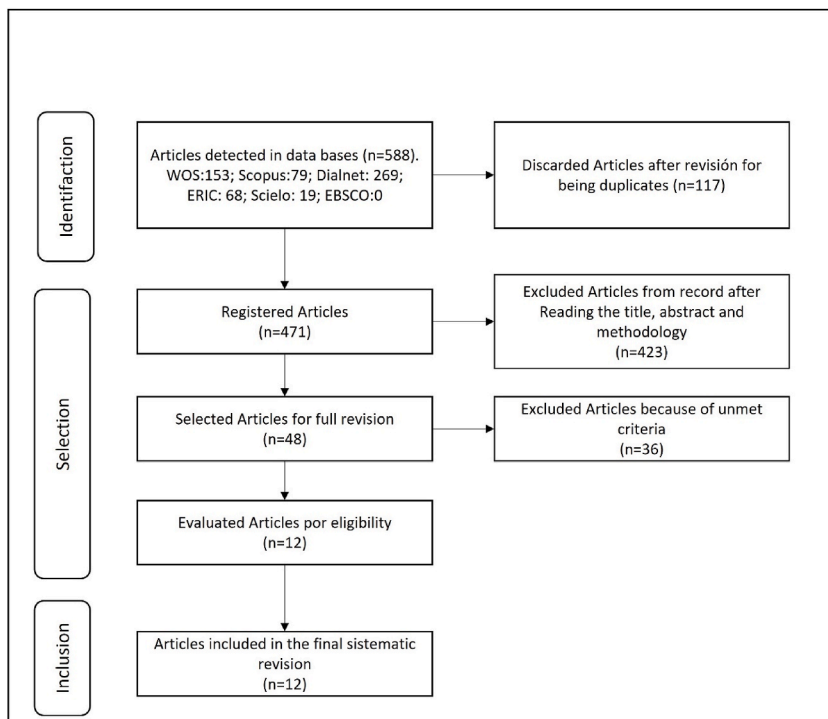 Identifaction
Articles detected in data bases (n=588).
WOS:153; Scopus:79; Dialnet: 269;
ERIC: 68; Scielo: 19; EBSCO:0
Discarded Articles after revisión for
being duplicates (n=117)
Selection
Registered Articles
(n=471)
Excluded Articles from record after
Reading the title, abstract and
methodology
(n=423)
Selected Articles for full revision
(n=48)
Excluded Articles because of unmet
criteria
(n=36)
Evaluated Articles por eligibility
(n=12)
Inclusion
Articles included in the final sistematic
revision
(n=12)